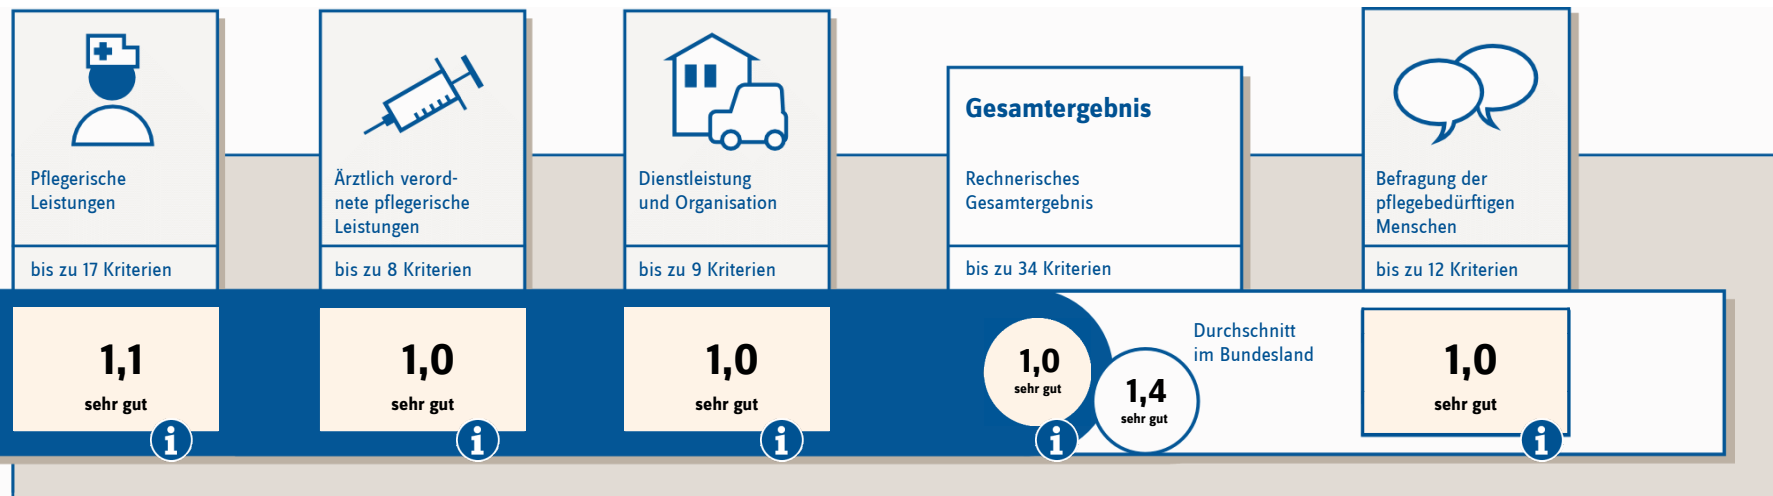 Pflegerische
Leistungen
bis zu 17 Kriterien
1,1
sehr gut
Ärztlich verord-
nete pflegerische
Leistungen
bis zu 8 Kriterien
1,0
sehr gut
Dienstleistung
und Organisation
bis zu 9 Kriterien
1,0
sehr gut
Gesamtergebnis
Rechnerisches
Gesamtergebnis
bis zu 34 Kriterien
1,0
sehr gut
1,4
sehr gut
Durchschnitt
im Bundesland
Befragung der
pflegebedürftigen
Menschen
bis zu 12 Kriterien
1,0
sehr gut